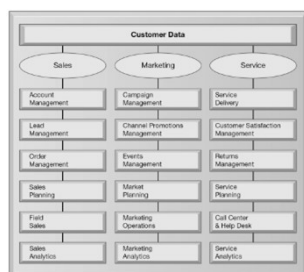 Customer Data
Sales
Marketing
Service
Account
Management
Campaign
Management
Service
Delivery
Lead
Management
Channel Promotions
Management
Customer Satisfaction
Management
Order
Management
Events
Management
Returns
Management
Sales
Planning
Market
Planning
Service
Planning
Field
Sales
Marketing
Operations
Call Center
& Help Desk
Sales
Analytics
Marketing
Analytics
Service
Analytics